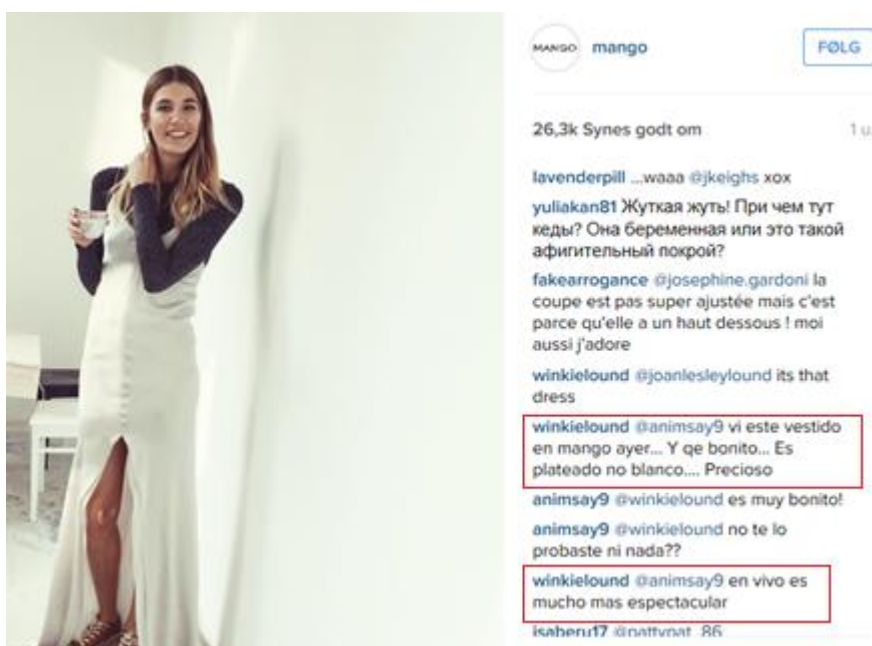 MANGO mango FØLG
26,3k Synes godt om 1 u
lavenderpill ...waaa @jkeighs xox
yuliakan81 Жуткая жуть! При чем тут
кеды? Она беременная или это такой
афигительный покрой?
fakearrogance @josephine.gardoni la
coupe est pas super ajustée mais c'est
parce qu'elle a un haut dessous ! moi
aussi j'adore
winkielound @joanlesleylound its that
dress
winkielound @animsay9 vi este vestido
en mango ayer... Y qe bonito... Es
plateado no blanco.... Precioso
animsay9 @winkielound es muy bonito!
animsay9 @winkielound no te lo
probaste ni nada??
winkielound @animsay9 en vivo es
mucho mas espectacular
isaberu17 @pattypat_86